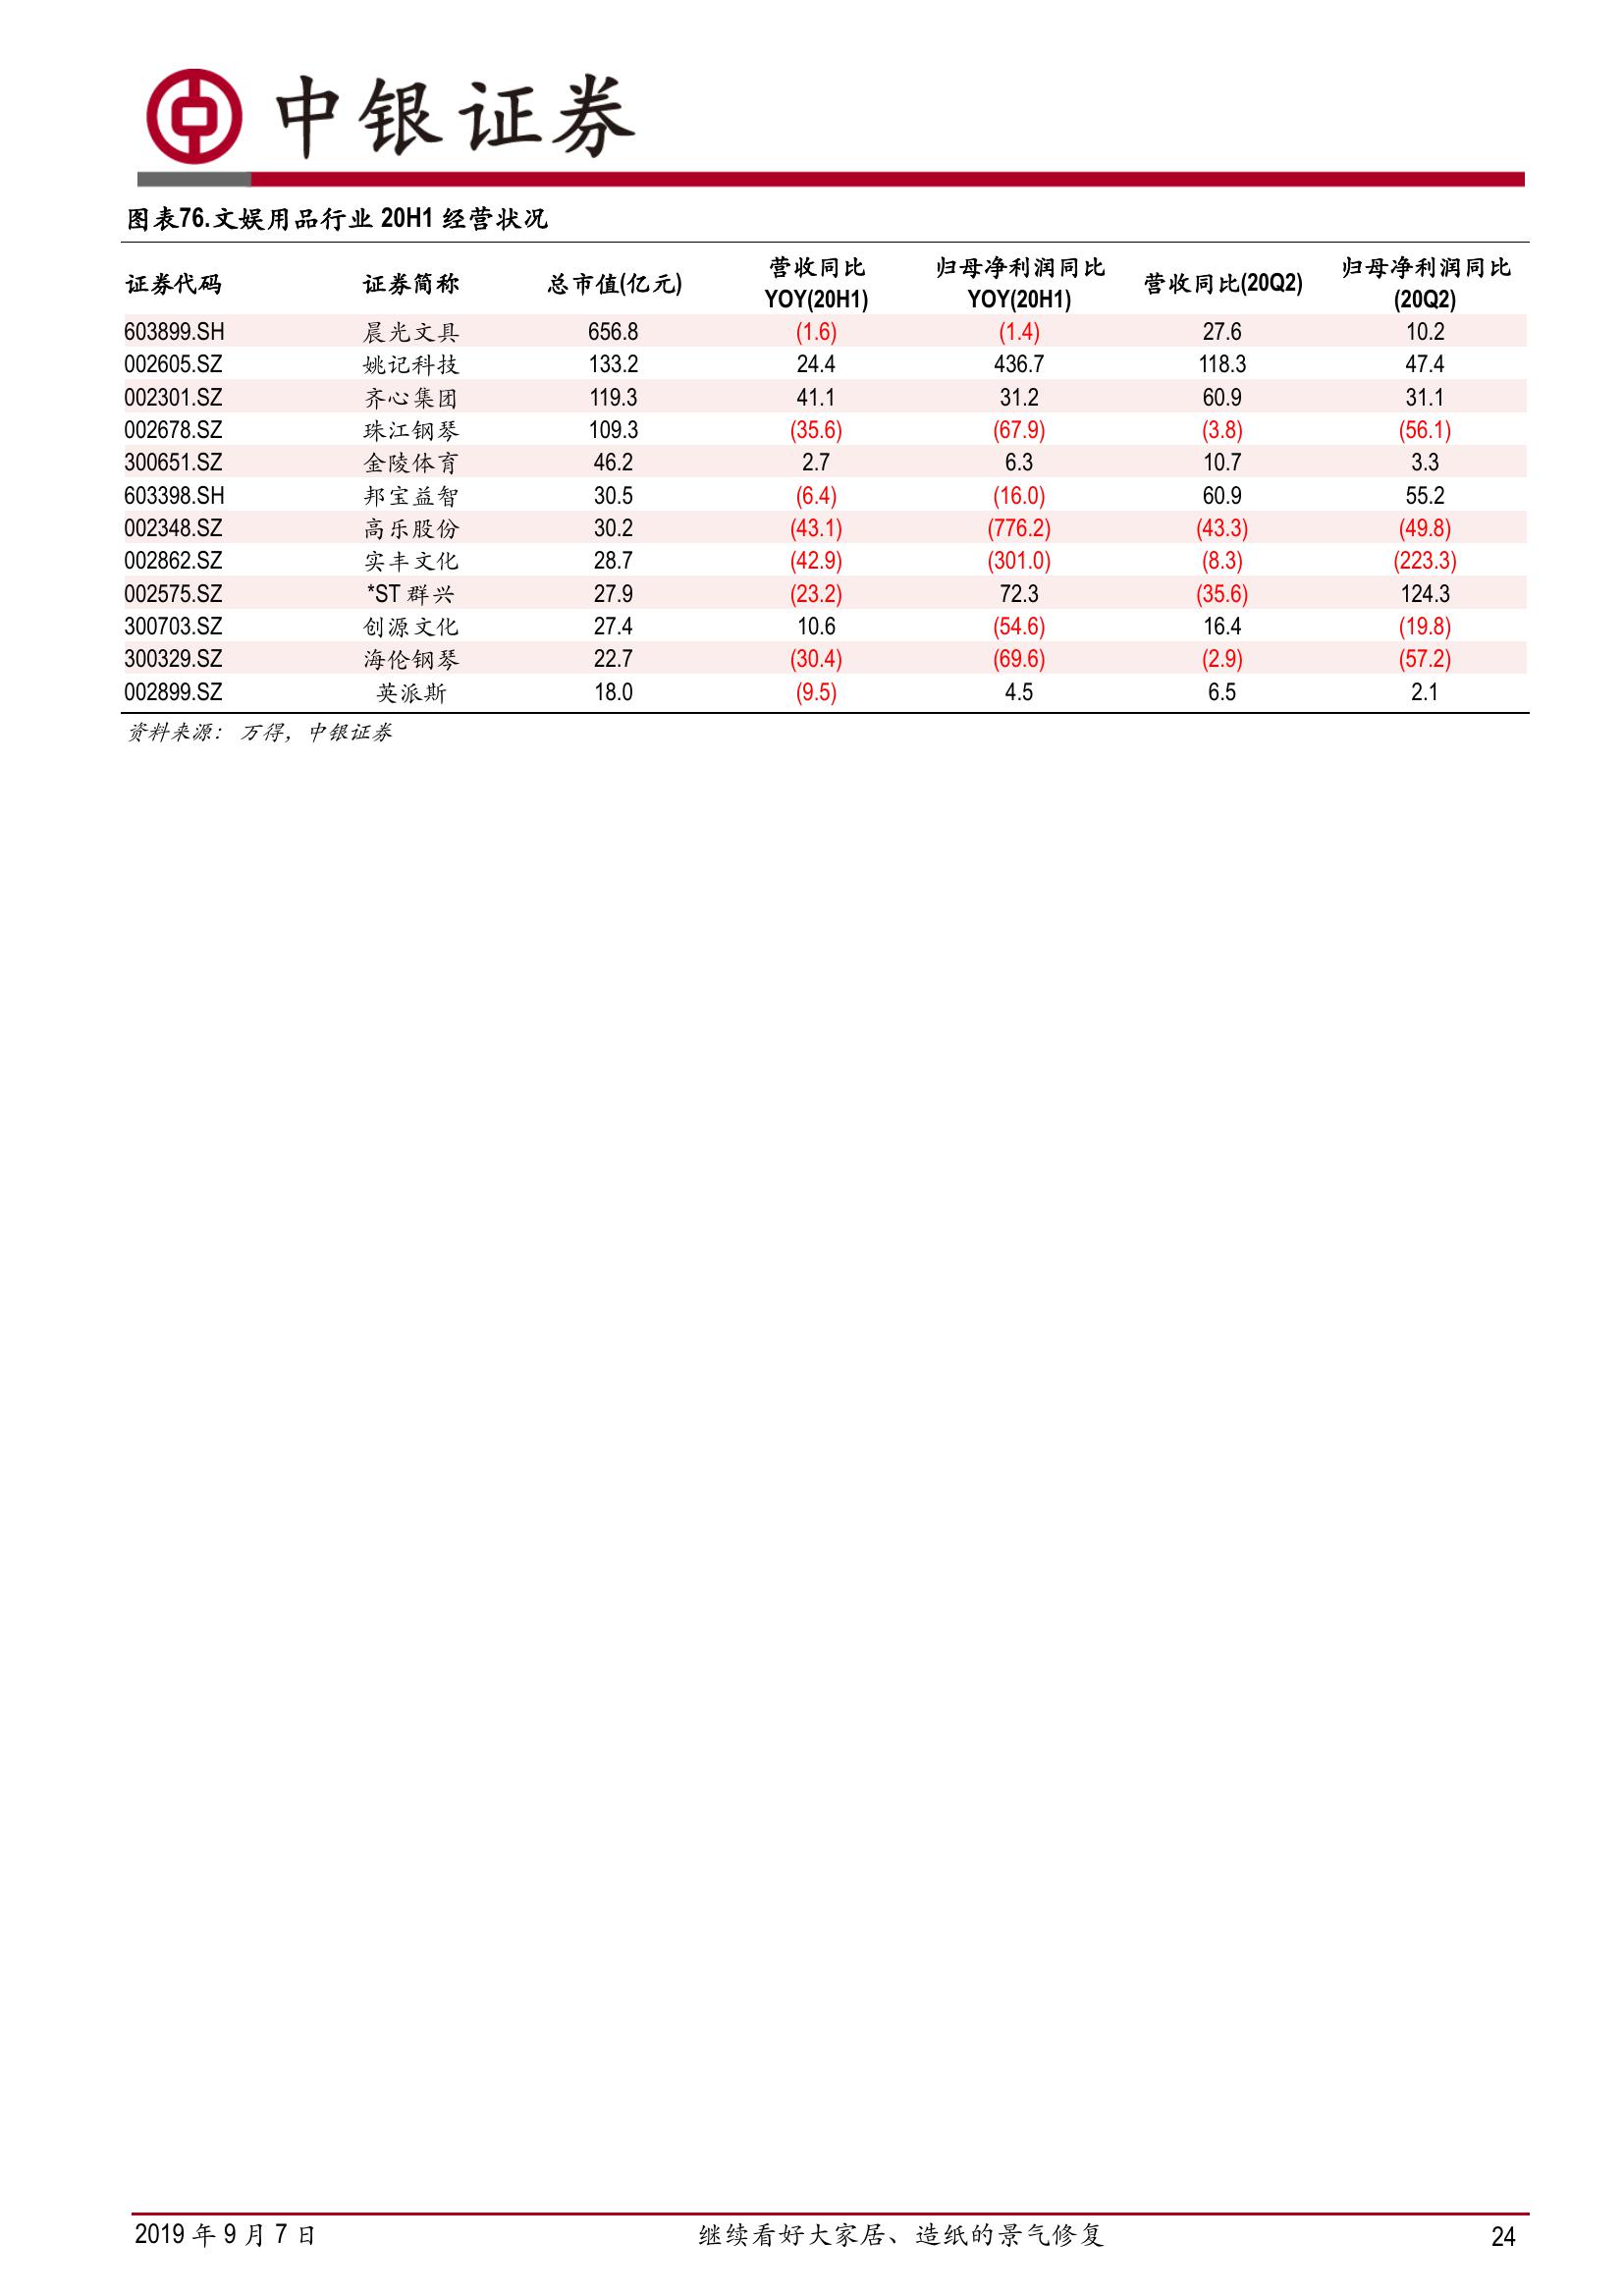 中银证券
图表76.文娱用品行业 20H1 经营状况
证券代码 证券简称 总市值(亿元) 营收同比 YOY(20H1) 归母净利润同比 YOY(20H1) 营收同比(20Q2) 归母净利润同比 (20Q2)
603899.SH 晨光文具 656.8 (1.6) (1.4) 27.6 10.2
002605.SZ 姚记科技 133.2 24.4 436.7 118.3 47.4
002301.SZ 齐心集团 119.3 41.1 31.2 60.9 31.1
002678.SZ 珠江钢琴 109.3 (35.6) (67.9) (3.8) (56.1)
300651.SZ 金陵体育 46.2 2.7 6.3 10.7 3.3
603398.SH 邦宝益智 30.5 (6.4) (16.0) 60.9 55.2
002348.SZ 高乐股份 30.2 (43.1) (776.2) (43.3) (49.8)
002862.SZ 实丰文化 28.7 (42.9) (301.0) (8.3) (223.3)
002575.SZ *ST 群兴 27.9 (23.2) 72.3 (35.6) 124.3
300703.SZ 创源文化 27.4 10.6 (54.6) 16.4 (19.8)
300329.SZ 海伦钢琴 22.7 (30.4) (69.6) (2.9) (57.2)
002899.SZ 英派斯 18.0 (9.5) 4.5 6.5 2.1
资料来源： 万得，中银证券
2019 年 9 月 7 日 继续看好大家居、造纸的景气修复 24